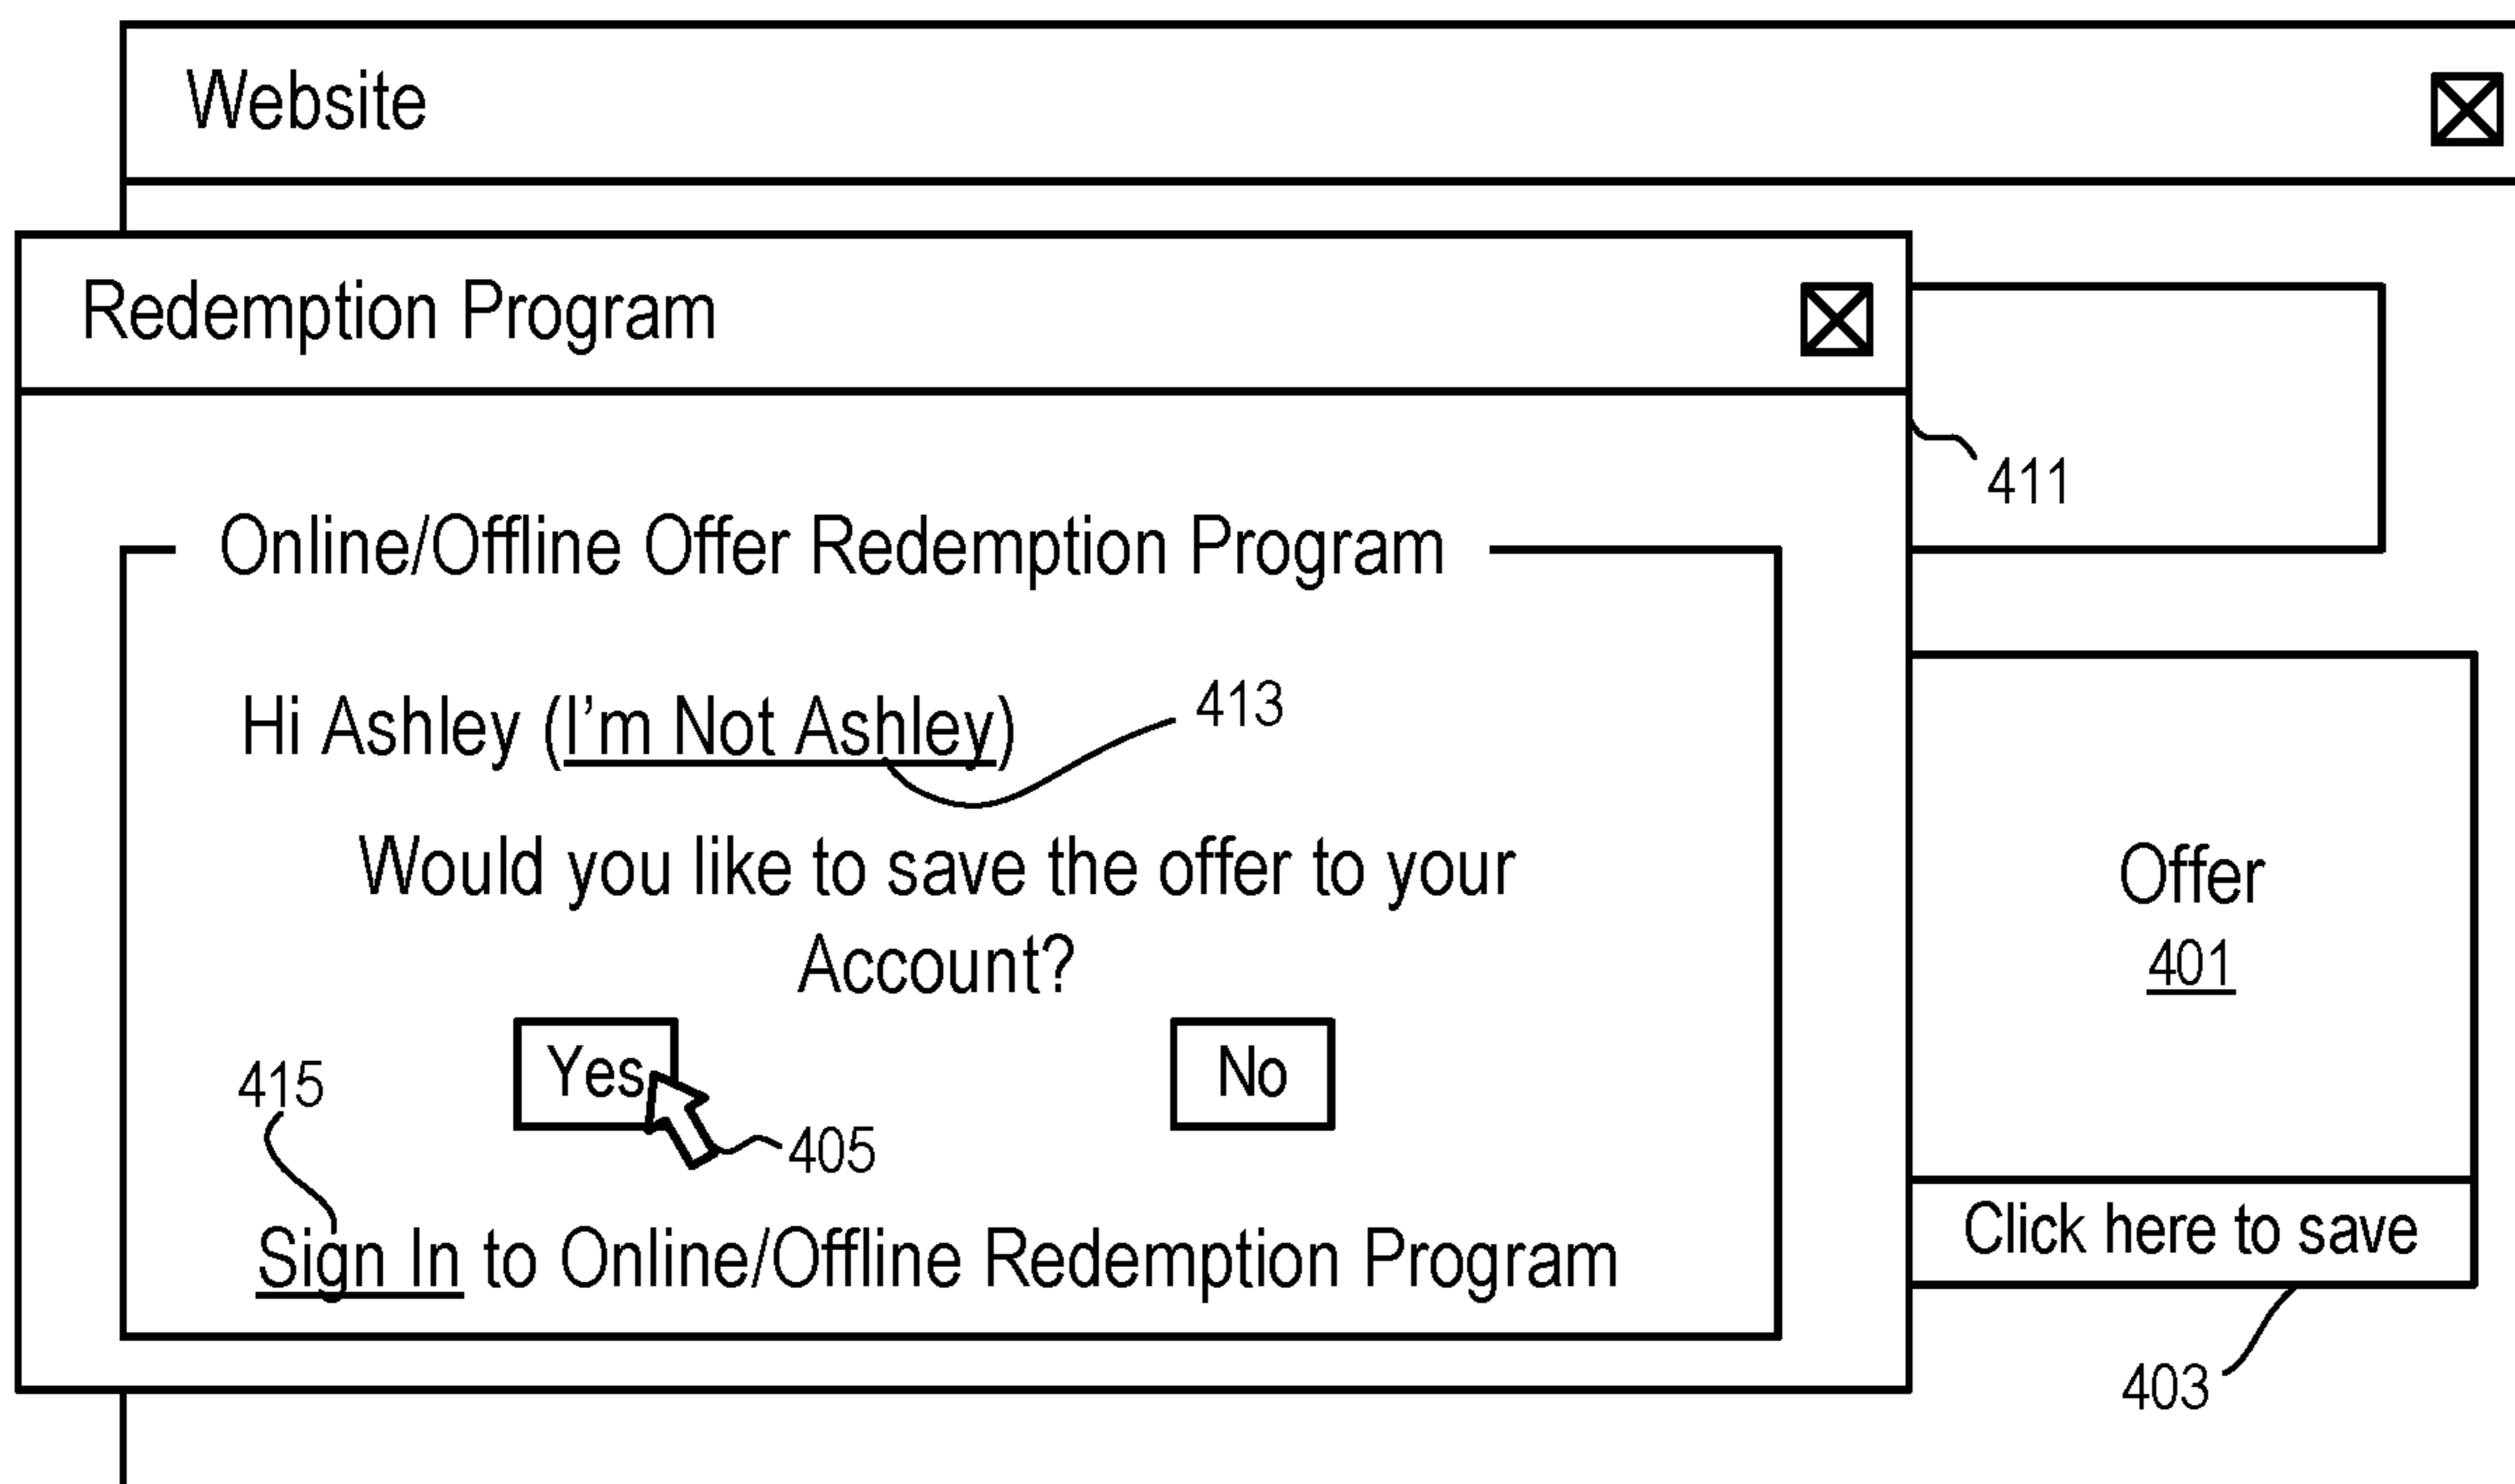 Website
Redemption Program
411
Online/Offline Offer Redemption Program
Hi Ashley (I'm Not Ashley)
413
Would you like to save the offer to your
Account?
Yes
No
415
405
Sign In to Online/Offline Redemption Program
Offer
401
Click here to save
403